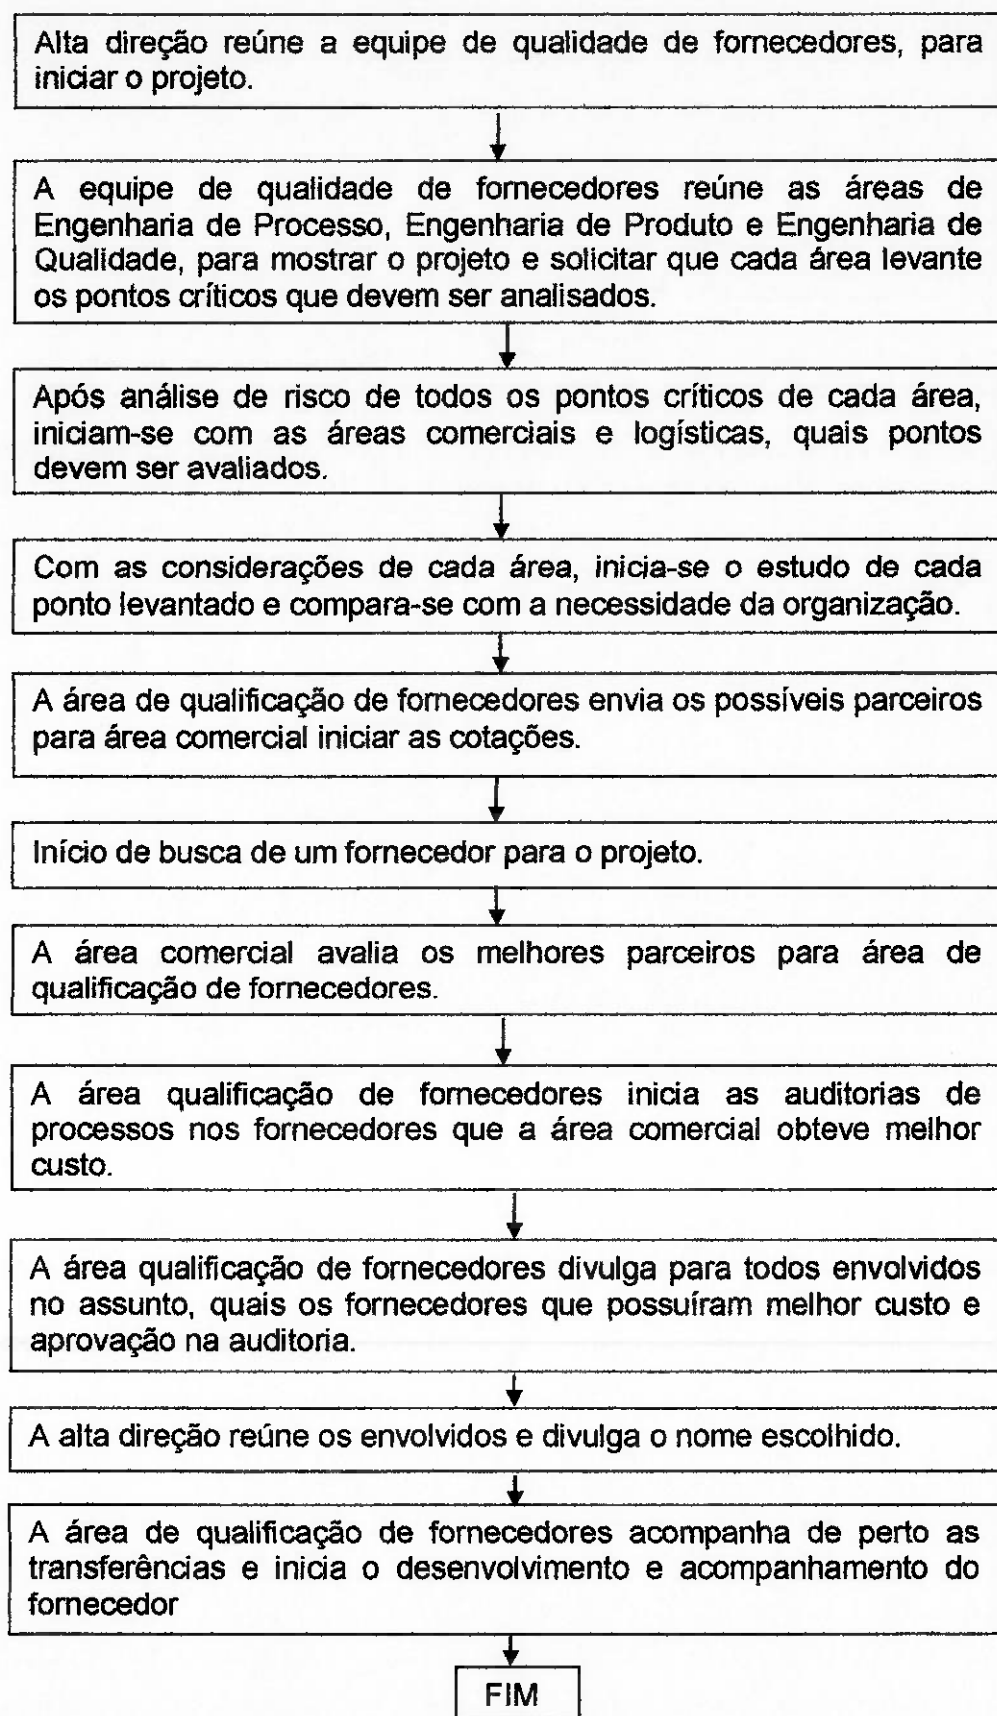 Alta direção reúne a equipe de qualidade de fornecedores, para
iniciar o projeto.
A equipe de qualidade de fornecedores reúne as áreas de
Engenharia de Processo, Engenharia de Produto e Engenharia de
Qualidade, para mostrar o projeto e solicitar que cada área levante
os pontos críticos que devem ser analisados.
Após análise de risco de todos os pontos críticos de cada área,
iniciam-se com as áreas comerciais e logísticas, quais pontos
devem ser avaliados.
Com as considerações de cada área, inicia-se o estudo de cada
ponto levantado e compara-se com a necessidade da organização.
A área de qualificação de fornecedores envia os possíveis parceiros
para área comercial iniciar as cotações.
Início de busca de um fornecedor para o projeto.
A área comercial avalia os melhores parceiros para área de
qualificação de fornecedores.
A área qualificação de fornecedores inicia as auditorias de
processos nos fornecedores que a área comercial obteve melhor
custo.
A área qualificação de fornecedores divulga para todos envolvidos
no assunto, quais os fornecedores que possuíram melhor custo e
aprovação na auditoria.
A alta direção reúne os envolvidos e divulga o nome escolhido.
A área de qualificação de fornecedores acompanha de perto as
transferências e inicia o desenvolvimento e acompanhamento do
fornecedor
FIM